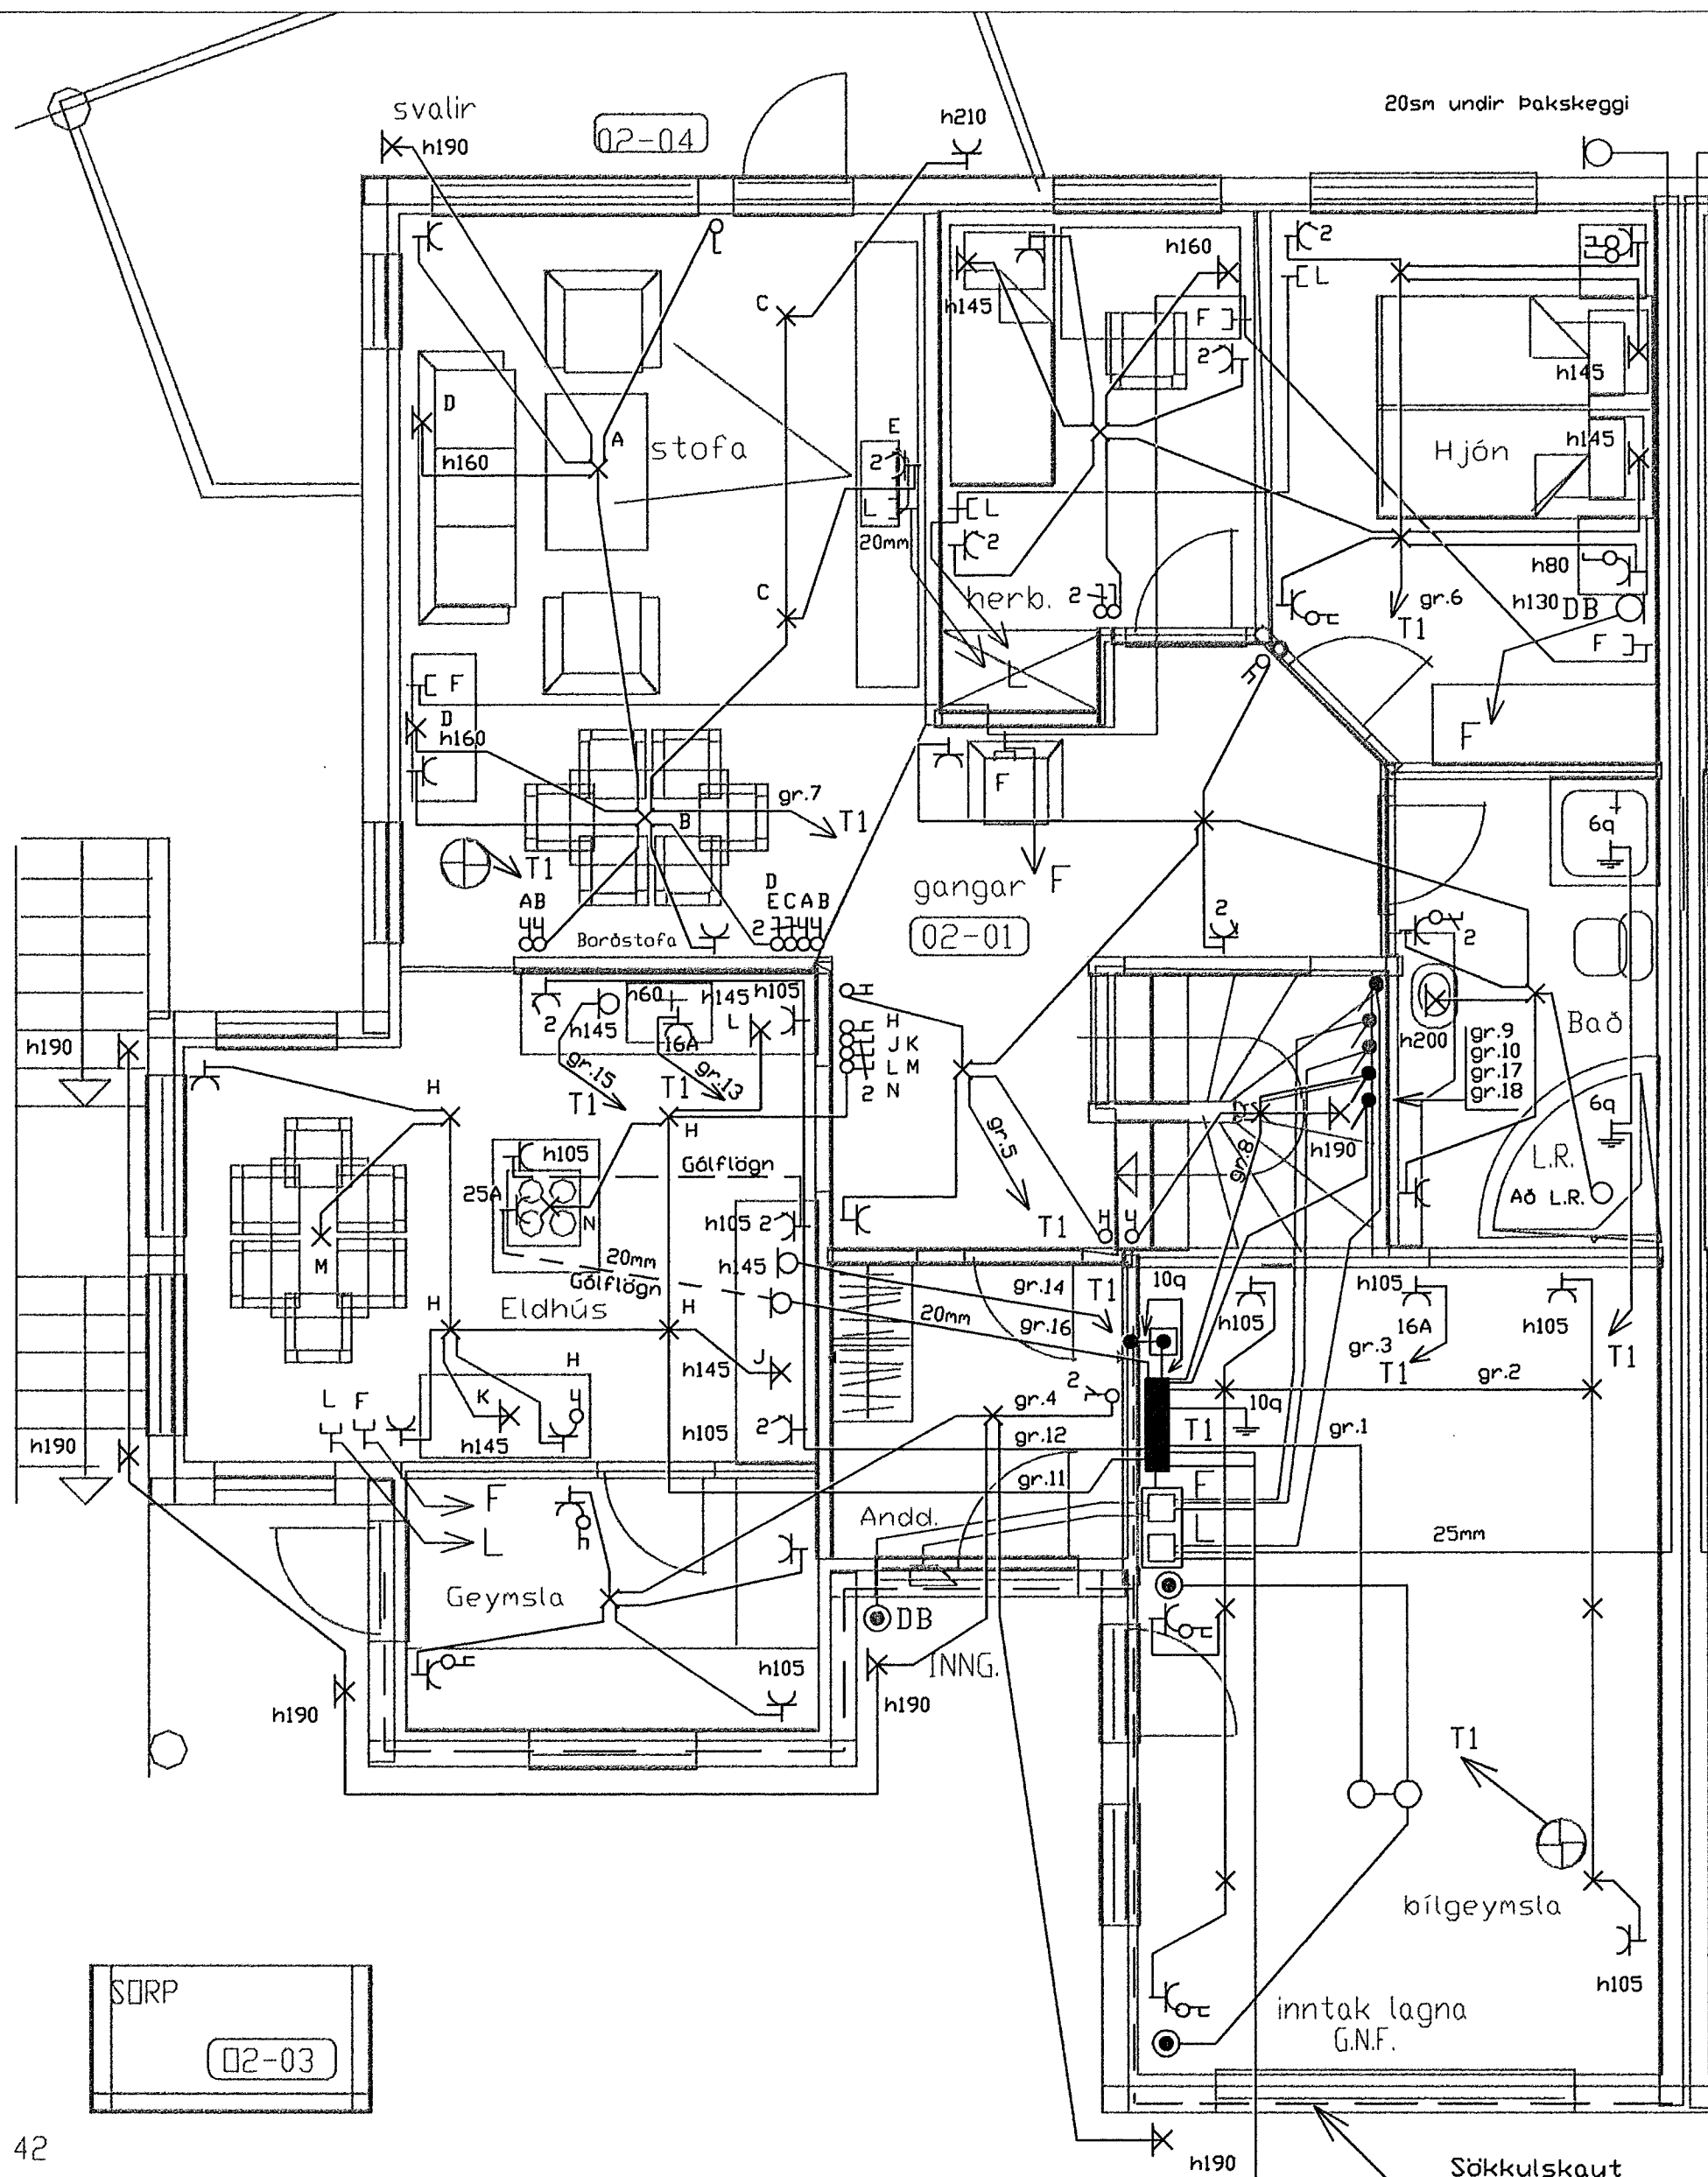 20sm undir Þakskeggi
svalir
h190
02-04
h210
h160
2
h145
L
F
2
h145
C
D
A
stofa
h160
E
2
L
20mm
L
2
h145
Hjón
herb.
2
C
h80
h130 DB
gr.6
T1
F
L
F
D
h160
F
F
gr.7
B
T1
T1
gangar
F
02-01
6q
D
AB
ECAB
2
Borðstofa
2
2
h60
h145
h105
2
h145
L
16A
H
JK
LM
2 N
h200
Bað
gr.9
gr.10
gr.17
gr.18
h190
gr.15
T1
T1
gr.13
H
H
gr.5
gr.8
h190
6q
L.R.
Að L.R.
h105
Gólflögn
25A
N
h105 2
20mm
Gólflögn
h145
M
T1
H
H
H
Eldhús
gr.14
T1
10q
h105
20mm
gr.16
h105
16A
h105
gr.3
T1
T1
J
h145
H
L
F
K
h145
h105
2
2
gr.4
gr.2
10q
gr.12
T1
gr.1
h190
gr.11
F
L
F
L
Andd.
25mm
Geymsla
DB
INNG.
h105
h190
h190
T1
bílgeymsla
h105
SORP
02-03
inntak lagna
G.N.F.
42
h190
Sökkulskaut